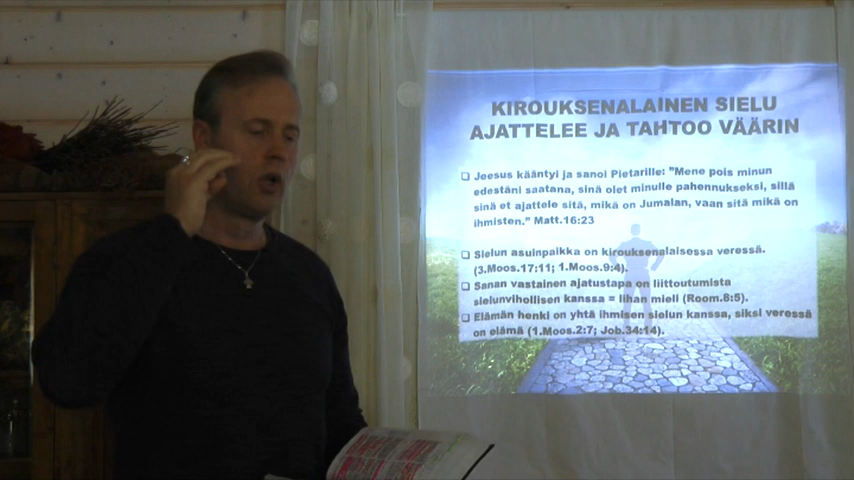 KIROUKSENALAINEN SIELU
AJATTELEE JA TAHTOO VÄÄRIN
❑ Jeesus kääntyi ja sanoi Pietarille: ”Mene pois minun
edestäni saatana, sinä olet minulle pahennukseksi, sillä
sinä et ajattele sitä, mikä on Jumalan, vaan sitä mikä on
ihmisten.” Matt.16:23
❑ Sielun asuinpaikka on kirouksenalaisessa veressä.
(3.Moos.17:11; 1.Moos.9:4).
❑ Sanan vastainen ajatustapa on liittoutumista
sielunvihollisen kanssa = lihan mieli (Room.8:5).
❑ Elämän henki on yhtä ihmisen sielun kanssa, siksi veressä
on elämä (1.Moos.2:7; Job.34:14).